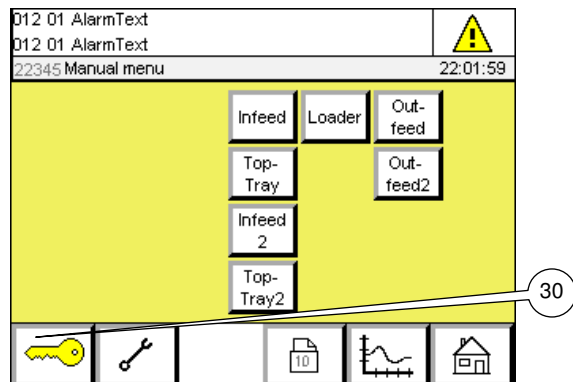 012 01 AlarmText
012 01 AlarmText
22345 Manual menu 22:01:59
Infeed Loader Out-
feed
Top-
Tray
Out-
feed2
Infeed
2
Top-
Tray2
30
10